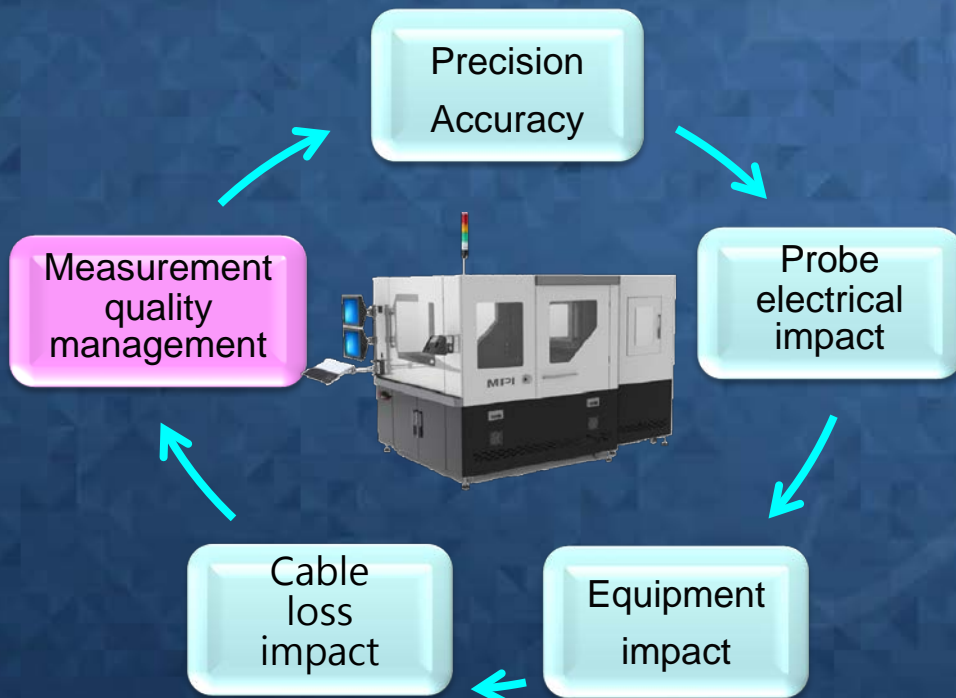 Precision
Accuracy
Probe
electrical
impact
Equipment
impact
Cable
loss
impact
Measurement
quality
management
MPI